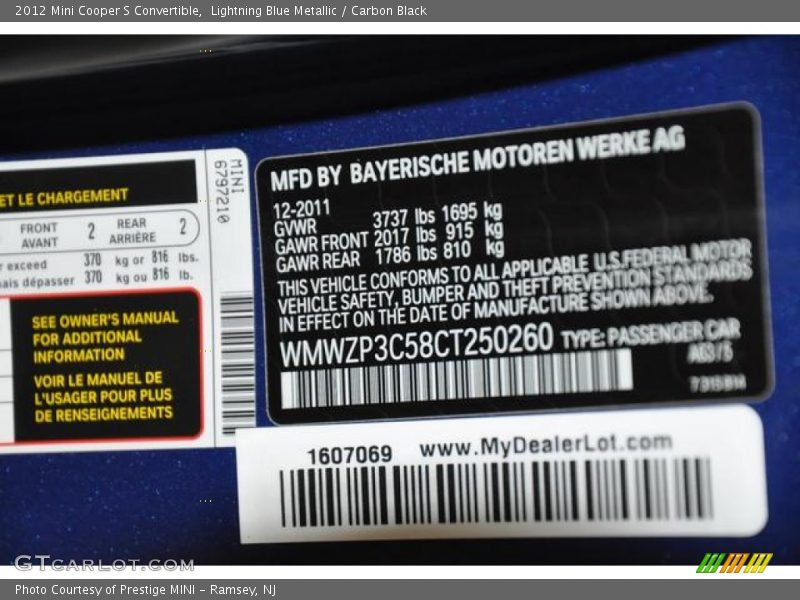 2012 Mini Cooper S Convertible,  Lightning Blue Metallic / Carbon Black
ET LE CHARGEMENT
FRONT
AVANT
2
REAR
ARRIÈRE
2
exceed 370 kg or 816 lbs.
ais dépasser 370 kg ou 816 lb.
SEE OWNER'S MANUAL
FOR ADDITIONAL
INFORMATION
VOIR LE MANUEL DE
L'USAGER POUR PLUS
DE RENSEIGNEMENTS
MINI
6797210
MFD BY BAYERISCHE MOTOREN WERKE AG
12-2011
GVWR 3737 lbs 1695 kg
GAWR FRONT 2017 lbs 915 kg
GAWR REAR 1786 lbs 810 kg
THIS VEHICLE CONFORMS TO ALL APPLICABLE U.S.FEDERAL MOTOR
VEHICLE SAFETY, BUMPER AND THEFT PREVENTION STANDARDS
IN EFFECT ON THE DATE OF MANUFACTURE SHOWN ABOVE.
WMWZP3C58CT250260 TYPE: PASSENGER CAR
1607069 www.MyDealerLot.com
GTCARLOT.COM
Photo Courtesy of Prestige MINI - Ramsey, NJ